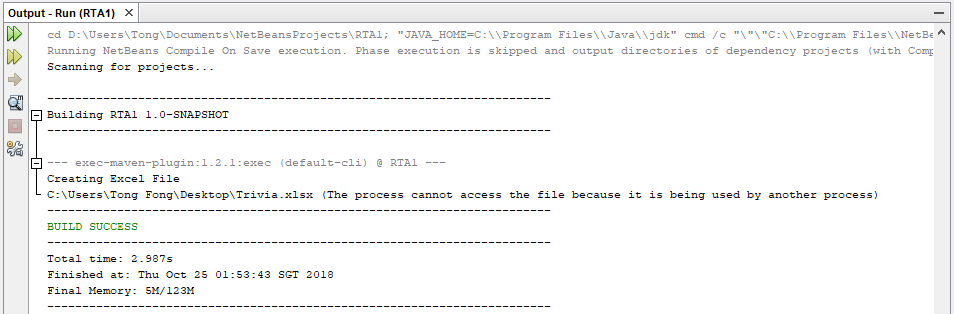 Output - Run (RTA1) ×
cd D:\Users\Tong\Documents\NetBeansProjects\RTA1; "JAVA_HOME=C:\\Program Files\\Java\\jdk" cmd /c "\"\"C:\\Program Files\\NetBe
Running NetBeans Compile On Save execution. Phase execution is skipped and output directories of dependency projects (with Comp
Scanning for projects...
------------------------------------------------------------------------
Building RTA1 1.0-SNAPSHOT
------------------------------------------------------------------------
--- exec-maven-plugin:1.2.1:exec (default-cli) @ RTA1 ---
Creating Excel File
C:\Users\Tong Fong\Desktop\Trivia.xlsx (The process cannot access the file because it is being used by another process)
------------------------------------------------------------------------
BUILD SUCCESS
------------------------------------------------------------------------
Total time: 2.987s
Finished at: Thu Oct 25 01:53:43 SGT 2018
Final Memory: 5M/123M
------------------------------------------------------------------------